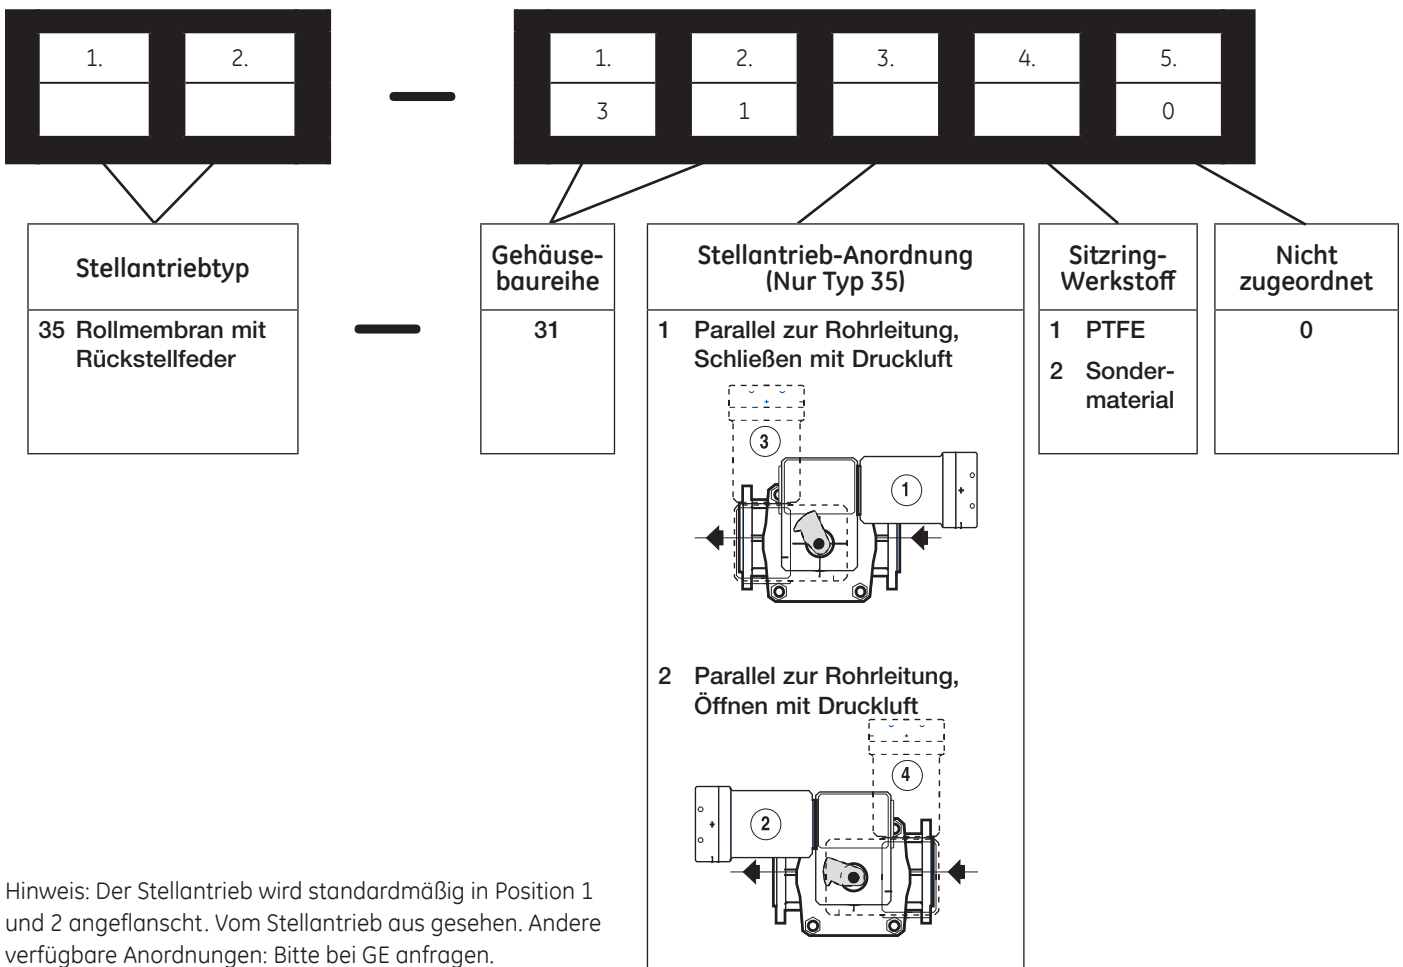 1. 2.
1. 2. 3. 4. 5.
3 1 0
Stellantriebtyp
35 Rollmembran mit
Rückstellfeder
Gehäuse-
baureihe
31
Stellantrieb-Anordnung
(Nur Typ 35)
1 Parallel zur Rohrleitung,
Schließen mit Druckluft
3
1
2 Parallel zur Rohrleitung,
Öffnen mit Druckluft
4
2
Sitzring-
Werkstoff
1 PTFE
2 Sonder-
material
Nicht
zugeordnet
0
Hinweis: Der Stellantrieb wird standardmäßig in Position 1
und 2 angeflanscht. Vom Stellantrieb aus gesehen. Andere
verfügbare Anordnungen: Bitte bei GE anfragen.